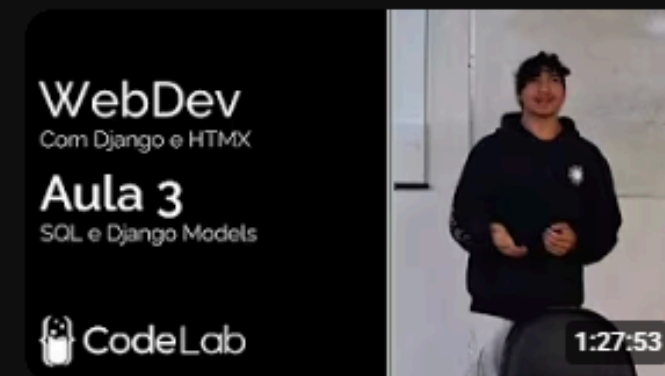 WebDev
Com Django e HTMX
Aula 3
SQL e Django Models
CodeLab
1:27:53